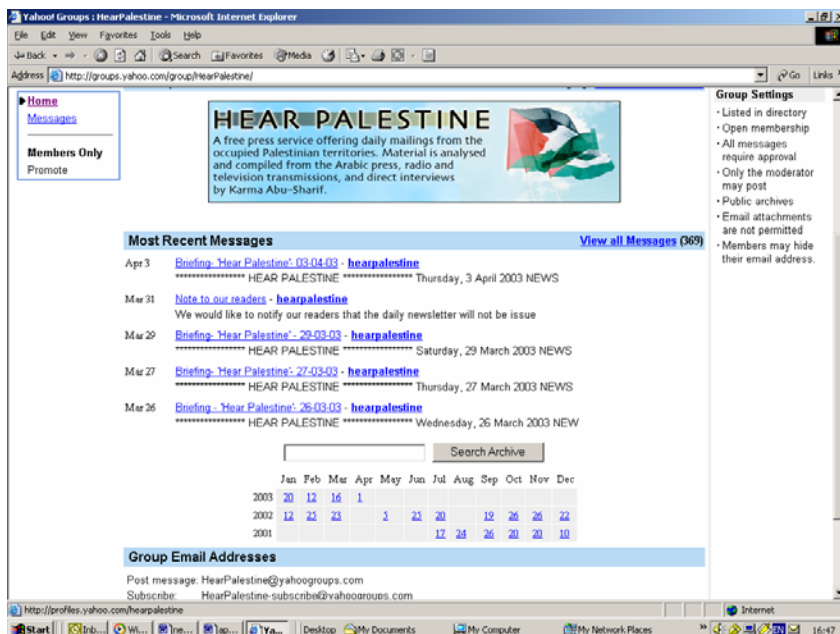 Yahoo! Groups : HearPalestine - Microsoft Internet Explorer
File Edit View Favorites Tools Help
Back Search Favorites Media
Address http://groups.yahoo.com/group/HearPalestine/ Go Links »
Home
Messages
Members Only
Promote
HEAR PALESTINE
A free press service offering daily mailings from the
occupied Palestinian territories. Material is analysed
and compiled from the Arabic press, radio and
television transmissions, and direct interviews
by Karma Abu-Sharif.
Group Settings
· Listed in directory
· Open membership
· All messages
require approval
· Only the moderator
may post
· Public archives
· Email attachments
are not permitted
· Members may hide
their email address.
Most Recent Messages View all Messages (369)
Apr 3 Briefing- 'Hear Palestine'- 03-04-03 - hearpalestine
***************** HEAR PALESTINE ***************** Thursday, 3 April 2003 NEWS
Mar 31 Note to our readers - hearpalestine
We would like to notify our readers that the daily newsletter will not be issue
Mar 29 Briefing- 'Hear Palestine' - 29-03-03 - hearpalestine
***************** HEAR PALESTINE ***************** Saturday, 29 March 2003 NEWS
Mar 27 Briefing- 'Hear Palestine'- 27-03-03 - hearpalestine
***************** HEAR PALESTINE ***************** Thursday, 27 March 2003 NEWS
Mar 26 Briefing - 'Hear Palestine'- 26-03-03 - hearpalestine
***************** HEAR PALESTINE ***************** Wednesday, 26 March 2003 NEW
Search Archive
Jan Feb Mar Apr May Jun Jul Aug Sep Oct Nov Dec
2003 20 12 16 1
2002 12 25 23 5 25 20 19 26 26 22
2001 17 24 26 20 20 10
Group Email Addresses
Post message: HearPalestine@yahoogroups.com
Subscribe: HearPalestine-subscribe@yahoogroups.com
http://profiles.yahoo.com/hearpalestine Internet
Start Inb... Wi... ]ne... ]ap... ]Ya... Desktop My Documents My Computer My Network Places » EN 16:47